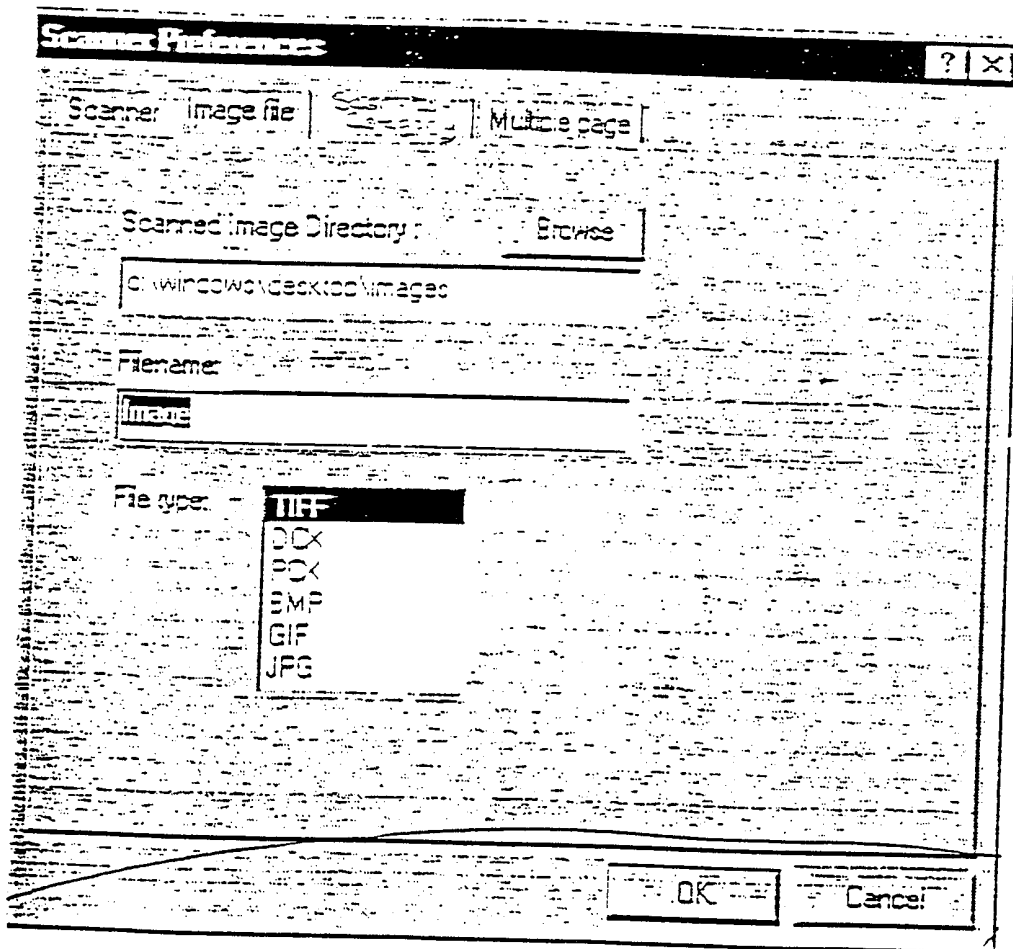 Scanner Preferences
? ×
Scanner Image file Multiple page
Scanned Image Directory : Browse
C:\windows\desktop\images
Filename:
Image
File type: TIFF
DCX
PCX
BMP
GIF
JPG
OK Cancel